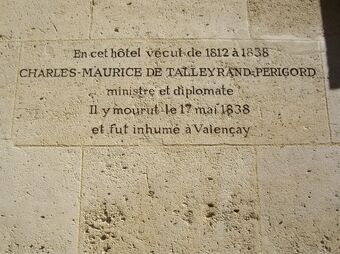 En cet hôtel vécut de 1812 à 1838
CHARLES-MAURICE DE TALLEYRAND-PERIGORD
ministre et diplomate
Il y mourut le 17 mai 1838
et fut inhumé à Valençay